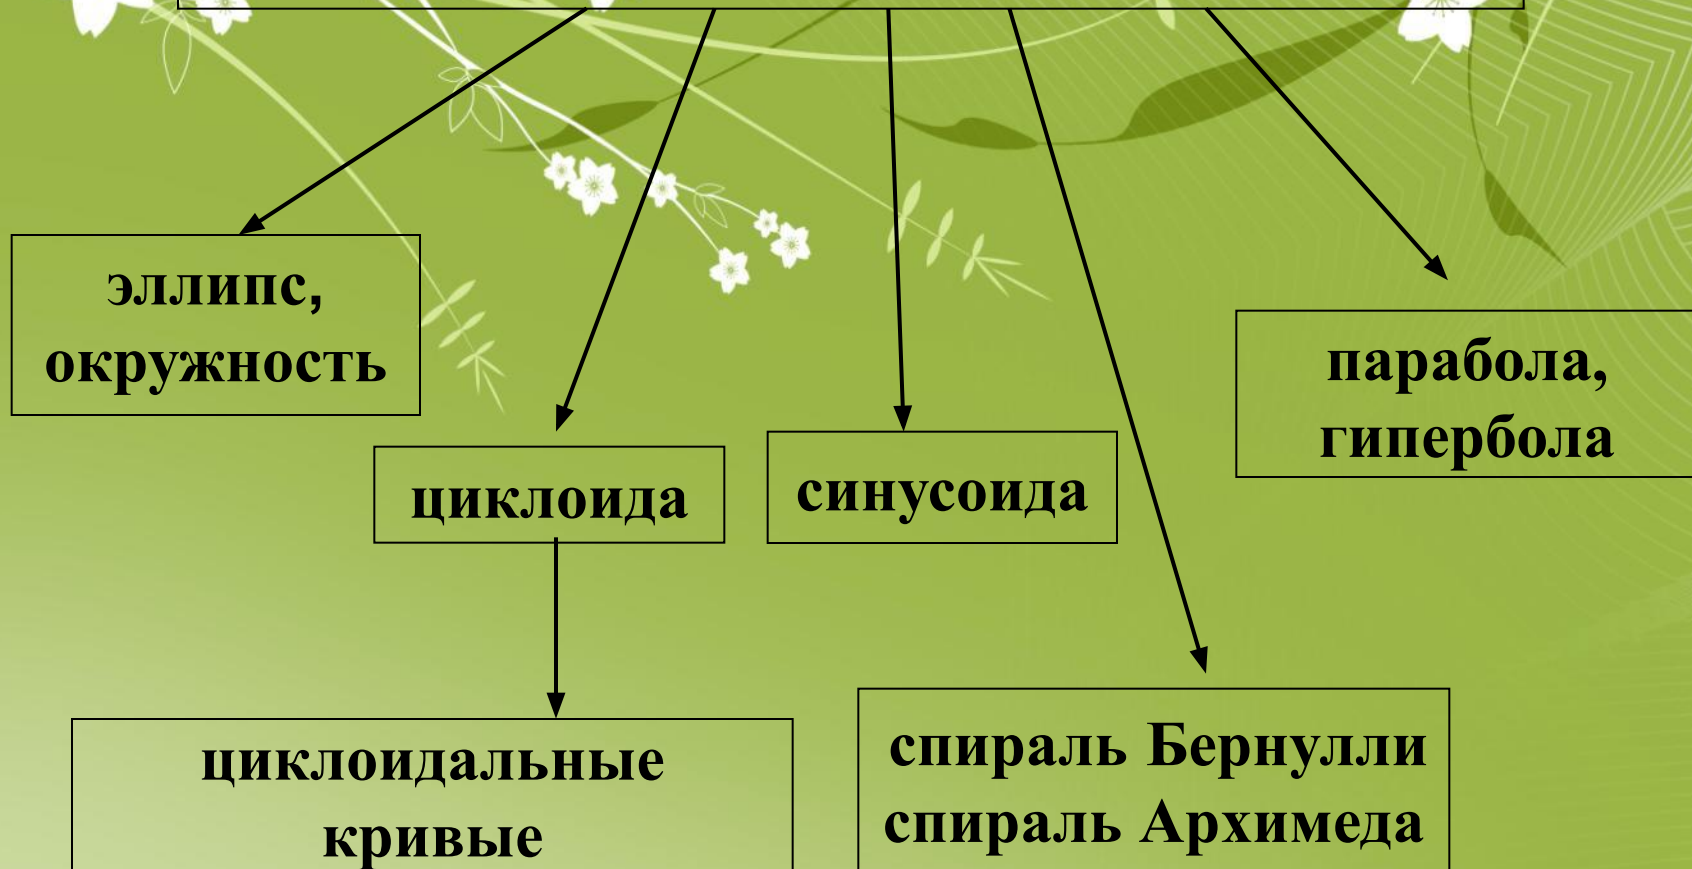 эллипс,
окружность
парабола,
гипербола
циклоида
синусоида
циклоидальные
кривые
спираль Бернулли
спираль Архимеда